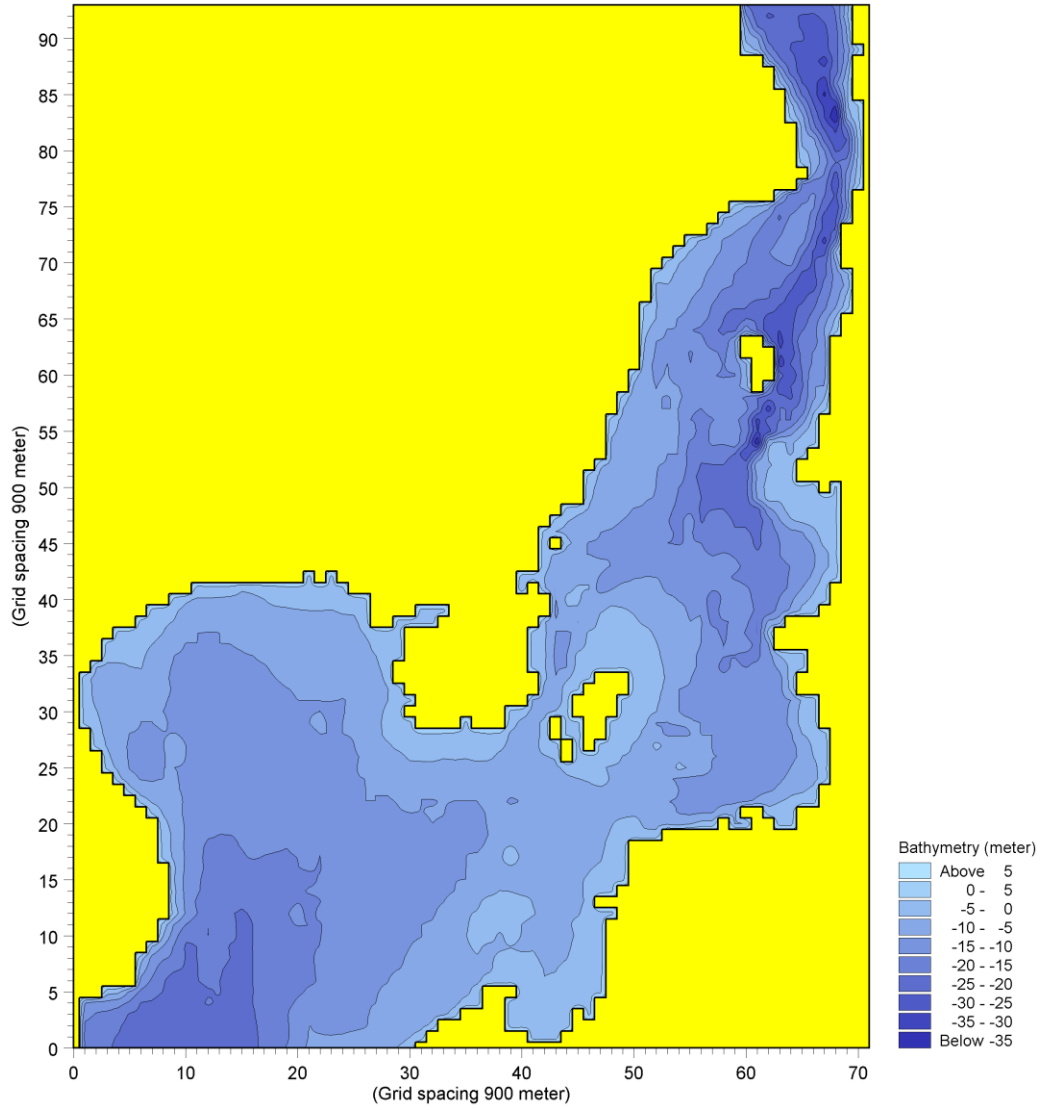 90
85
80
75
70
65
60
55
50
45
40
35
30
25
20
15
10
5
0
(Grid spacing 900 meter)
0 10 20 30 40 50 60 70
(Grid spacing 900 meter)
Bathymetry (meter)
Above 5
0 - 5
-5 - 0
-10 - -5
-15 - -10
-20 - -15
-25 - -20
-30 - -25
-35 - -30
Below -35